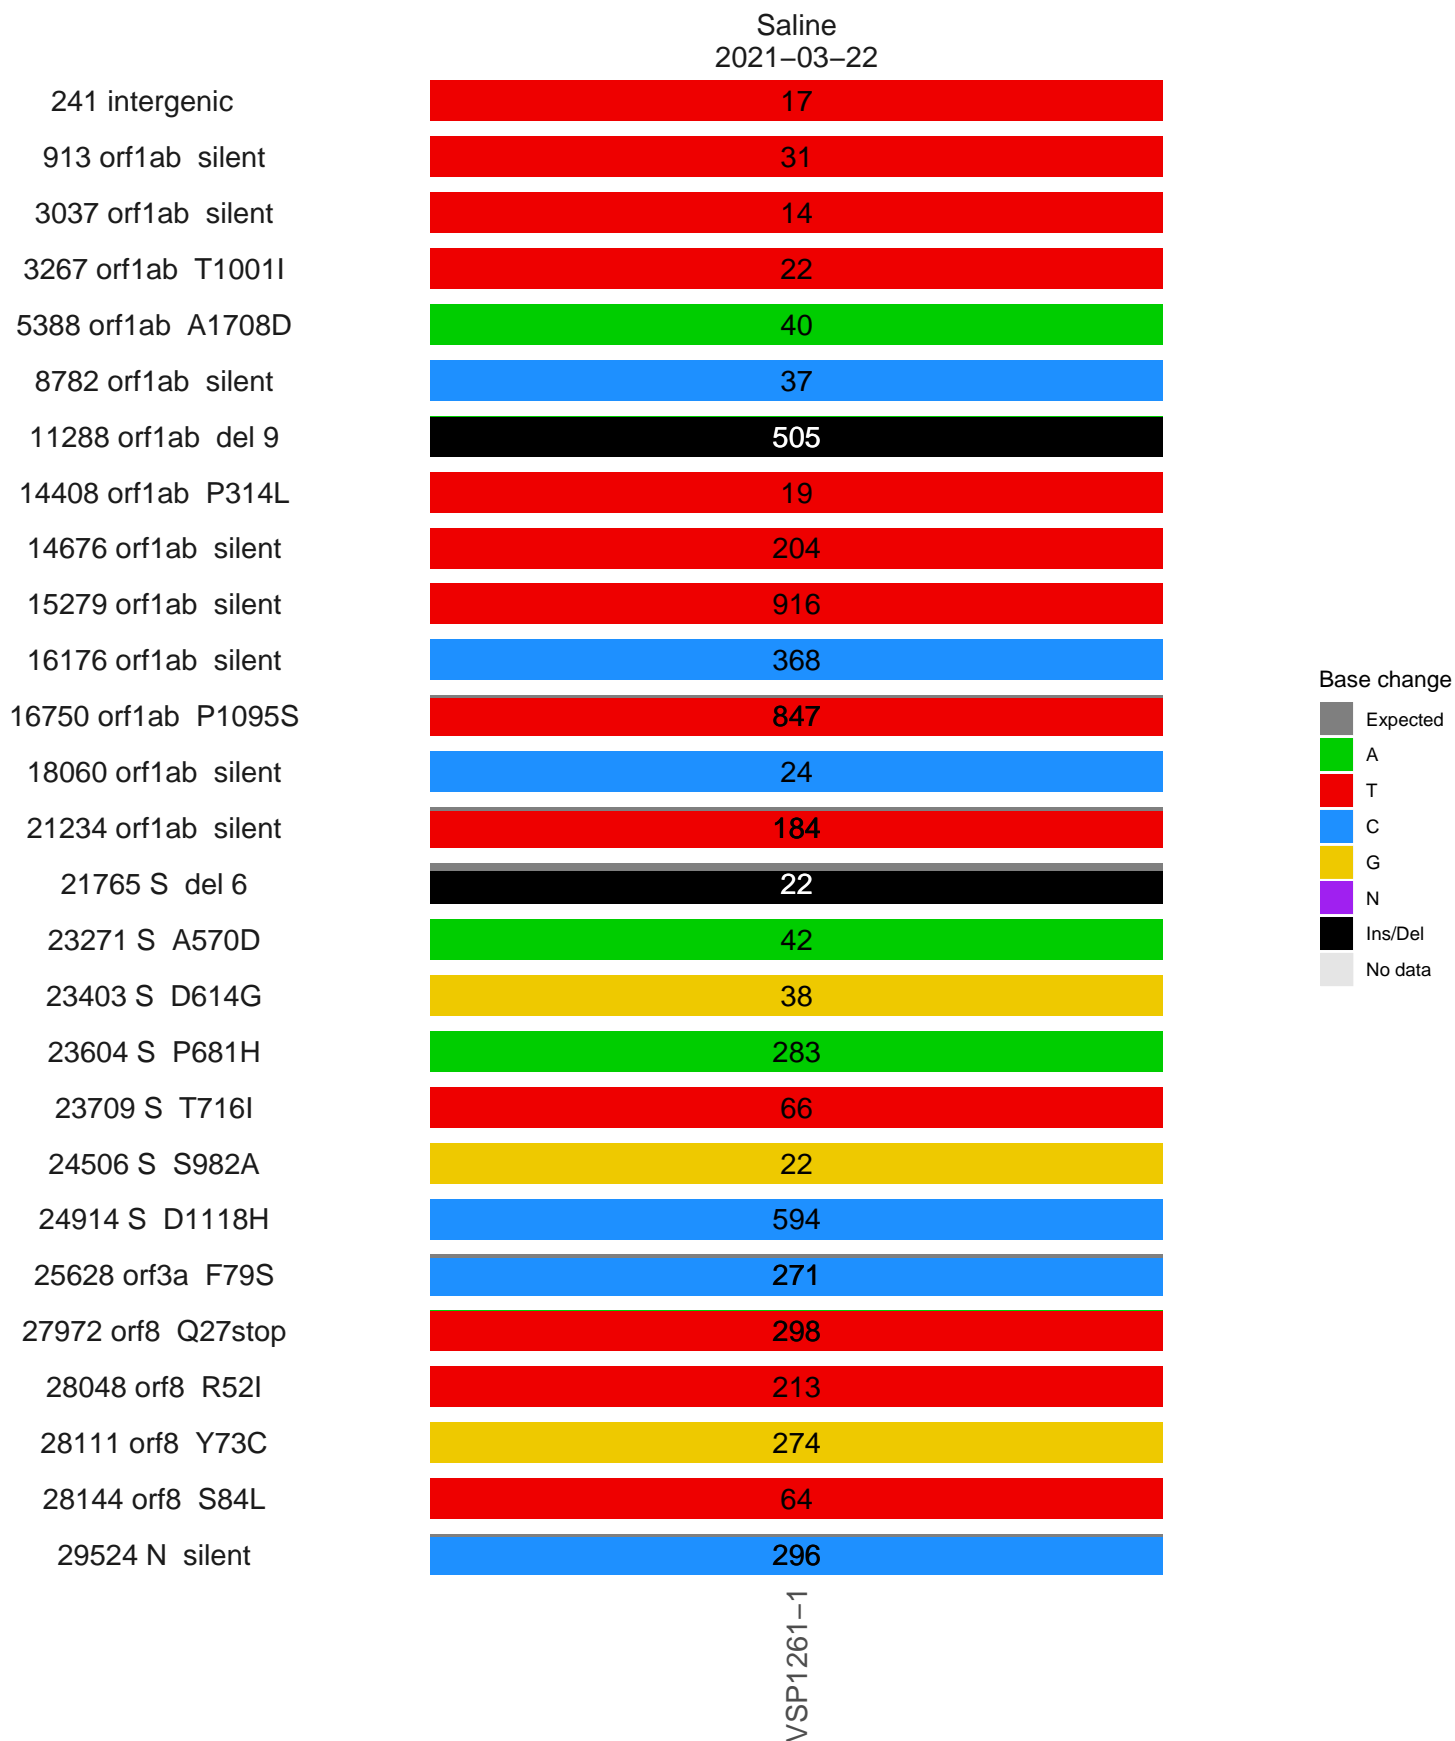 Saline
2021−03−22
241 intergenic 17
913 orf1ab silent 31
3037 orf1ab silent 14
3267 orf1ab T1001I 22
5388 orf1ab A1708D 40
8782 orf1ab silent 37
11288 orf1ab del 9 505
14408 orf1ab P314L 19
14676 orf1ab silent 204
15279 orf1ab silent 916
16176 orf1ab silent 368
16750 orf1ab P1095S 847
18060 orf1ab silent 24
21234 orf1ab silent 184
21765 S del 6 22
23271 S A570D 42
23403 S D614G 38
23604 S P681H 283
23709 S T716I 66
24506 S S982A 22
24914 S D1118H 594
25628 orf3a F79S 271
27972 orf8 Q27stop 298
28048 orf8 R52I 213
28111 orf8 Y73C 274
28144 orf8 S84L 64
29524 N silent 296
VSP1261−1
Base change
Expected
A
T
C
G
N
Ins/Del
No data